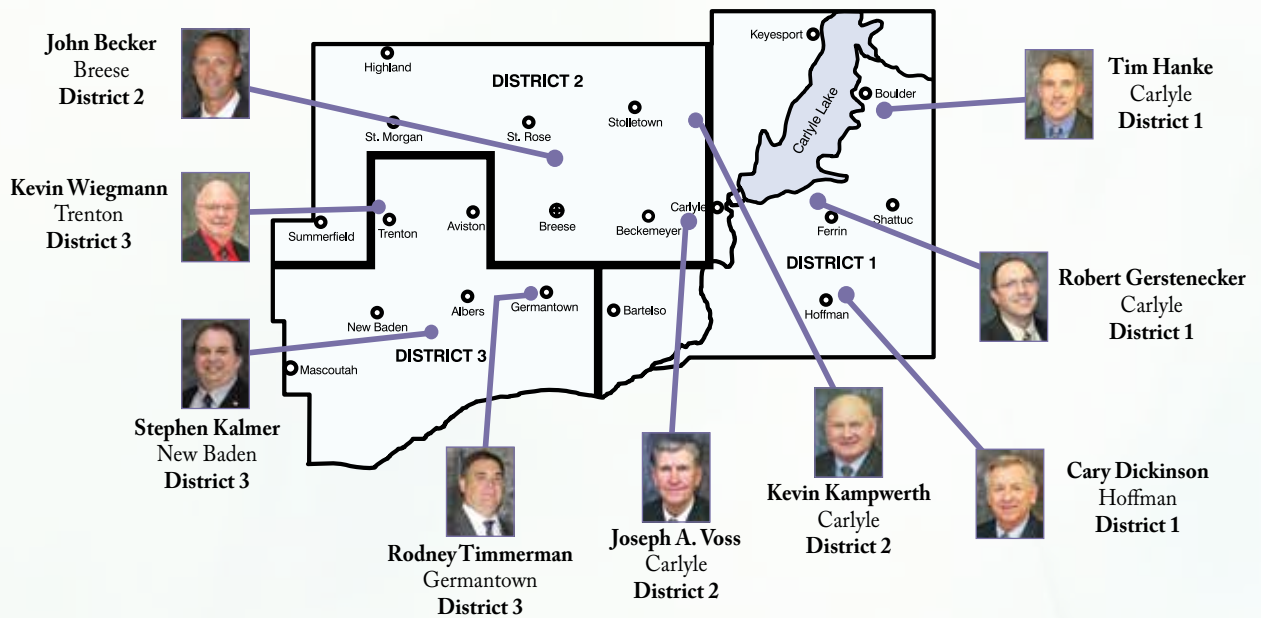 John Becker
Breese
District 2
Kevin Wiegmann
Trenton
District 3
Stephen Kalmer
New Baden
District 3
Rodney Timmerman
Germantown
District 3
Joseph A. Voss
Carlyle
District 2
Kevin Kampwerth
Carlyle
District 2
Cary Dickinson
Hoffman
District 1
Robert Gerstenecker
Carlyle
District 1
Tim Hanke
Carlyle
District 1
Highland
DISTRICT 2
St. Morgan
St. Rose
Stolletown
Summerfield
Trenton
Aviston
Breese
Beckemeyer
Carlyle
Keyesport
Boulder
Carlyle Lake
Ferrin
Shattuc
DISTRICT 1
Hoffman
New Baden
Albers
Germantown
Bartelso
DISTRICT 3
Mascoutah